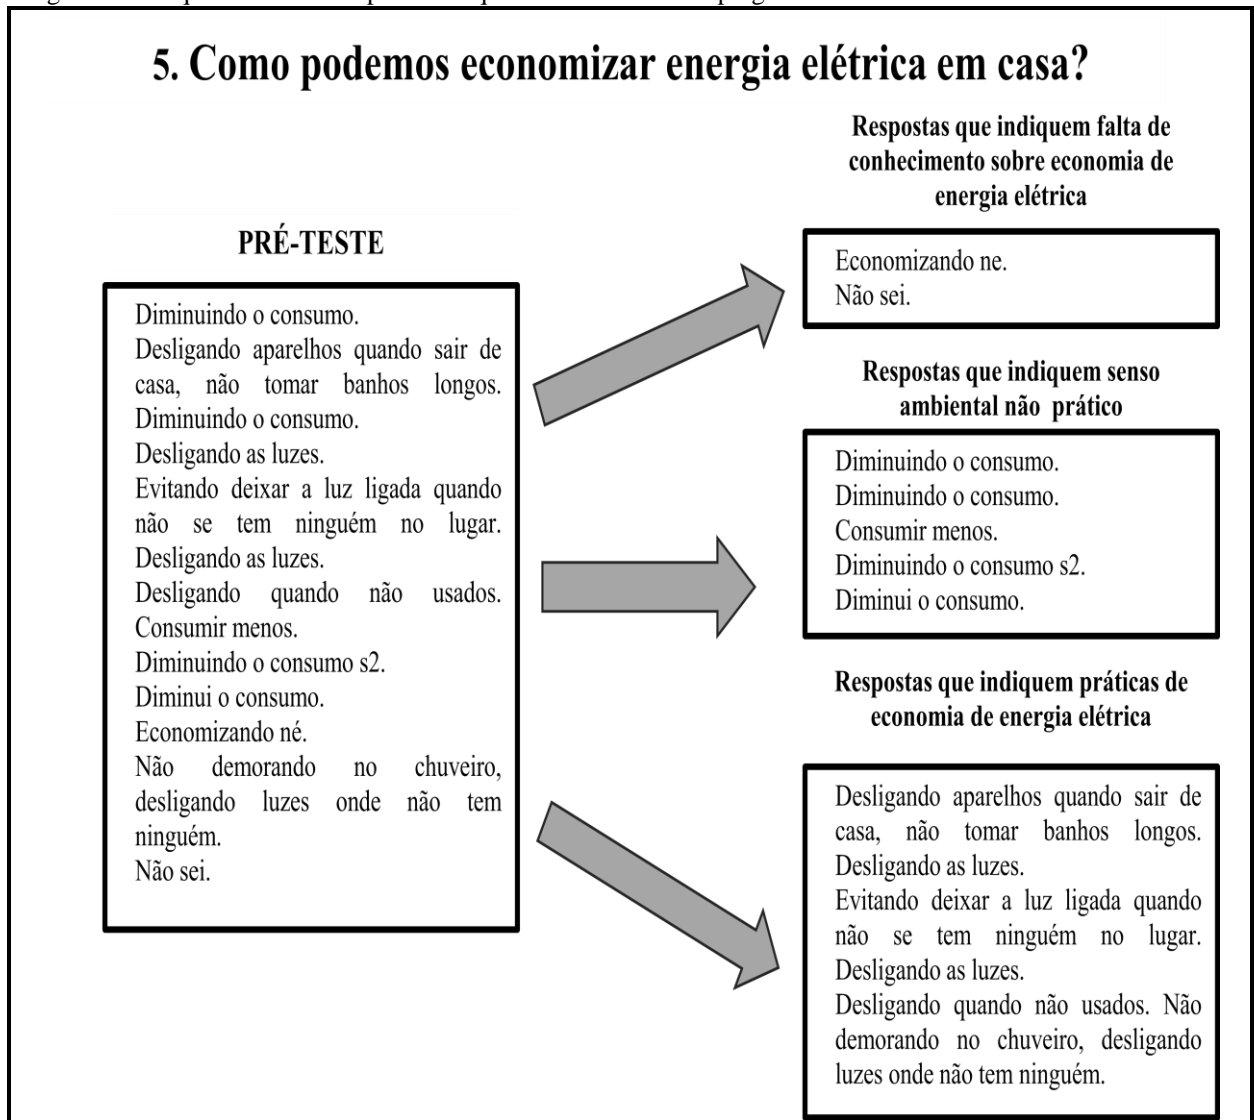 5. Como podemos economizar energia elétrica em casa?
PRÉ-TESTE
Diminuindo o consumo.
Desligando aparelhos quando sair de
casa, não tomar banhos longos.
Diminuindo o consumo.
Desligando as luzes.
Evitando deixar a luz ligada quando
não se tem ninguém no lugar.
Desligando as luzes.
Desligando quando não usados.
Consumir menos.
Diminuindo o consumo s2.
Diminui o consumo.
Economizando né.
Não demorando no chuveiro,
desligando luzes onde não tem
ninguém.
Não sei.
Respostas que indiquem falta de
conhecimento sobre economia de
energia elétrica
Economizando ne.
Não sei.
Respostas que indiquem senso
ambiental não prático
Diminuindo o consumo.
Diminuindo o consumo.
Consumir menos.
Diminuindo o consumo s2.
Diminui o consumo.
Respostas que indiquem práticas de
economia de energia elétrica
Desligando aparelhos quando sair de
casa, não tomar banhos longos.
Desligando as luzes.
Evitando deixar a luz ligada quando
não se tem ninguém no lugar.
Desligando as luzes.
Desligando quando não usados. Não
demorando no chuveiro, desligando
luzes onde não tem ninguém.